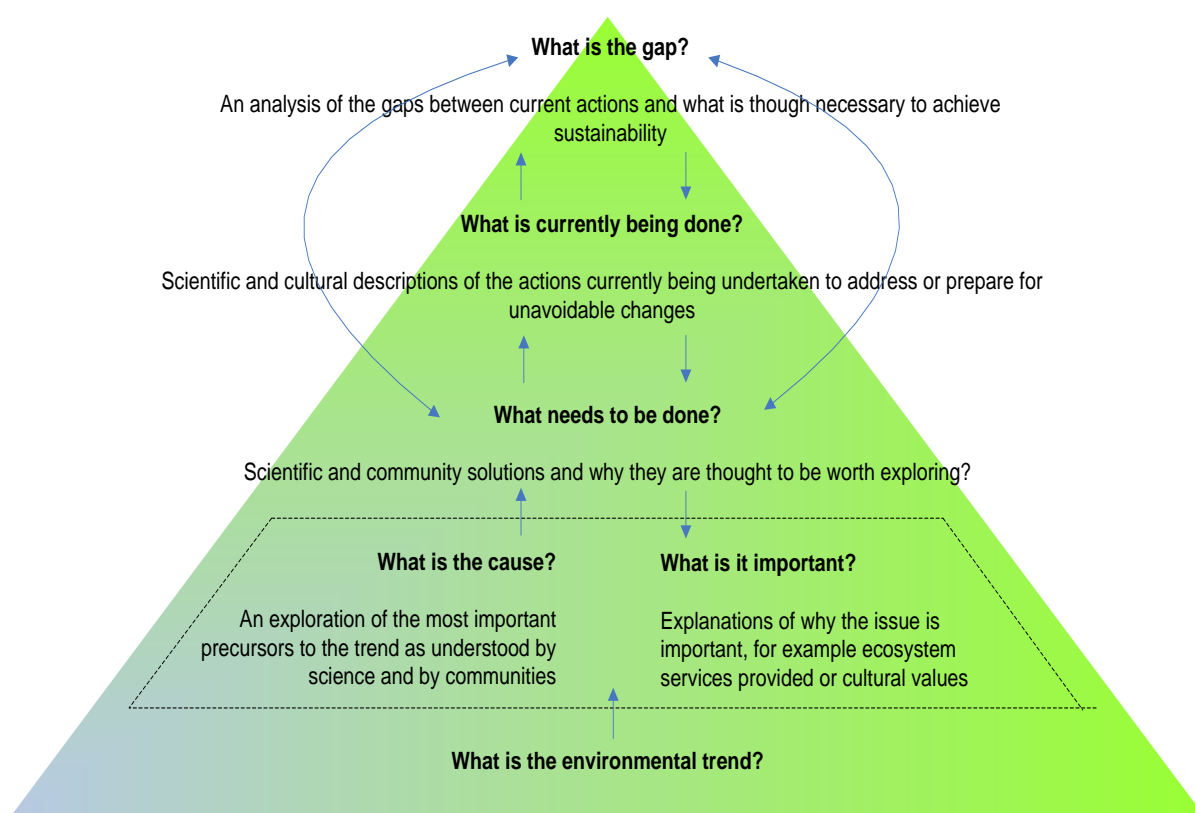 What is the gap?
An analysis of the gaps between current actions and what is though necessary to achieve
sustainability
What is currently being done?
Scientific and cultural descriptions of the actions currently being undertaken to address or prepare for
unavoidable changes
What needs to be done?
Scientific and community solutions and why they are thought to be worth exploring?
What is the cause?
An exploration of the most important
precursors to the trend as understood by
science and by communities
What is it important?
Explanations of why the issue is
important, for example ecosystem
services provided or cultural values
What is the environmental trend?